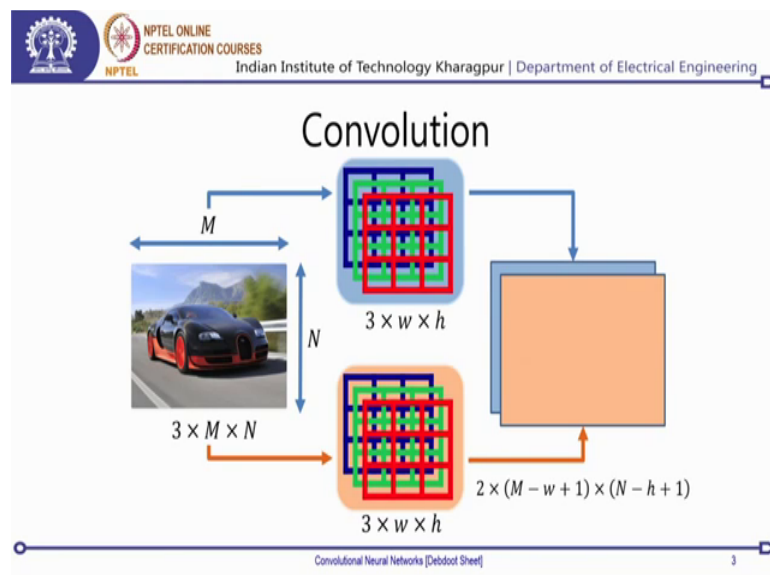 NPTEL ONLINE
CERTIFICATION COURSES
NPTEL
Indian Institute of Technology Kharagpur | Department of Electrical Engineering
Convolution
M
N
3 × M × N
3 × w × h
3 × w × h
2 × (M − w + 1) × (N − h + 1)
Convolutional Neural Networks [Debdoot Sheet]
3